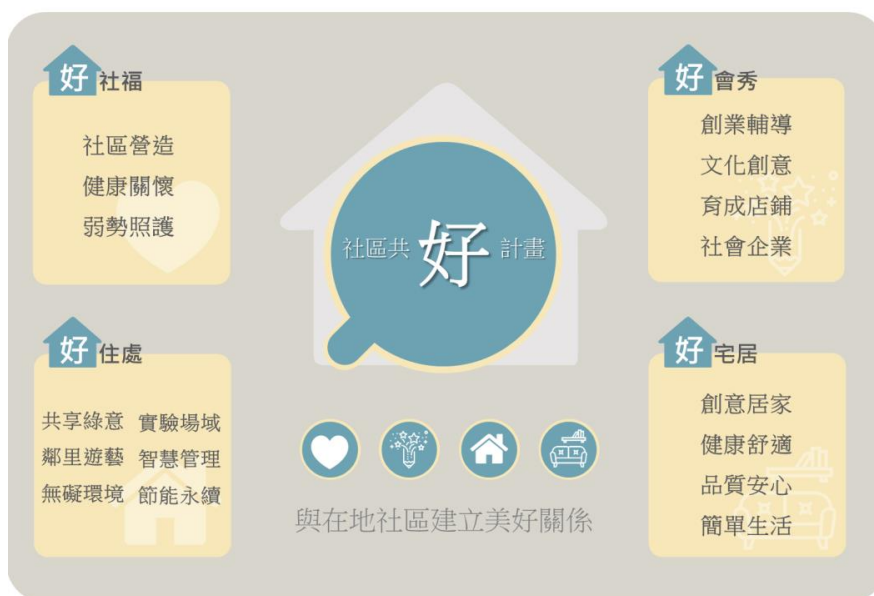 好社福
社區營造
健康關懷
弱勢照護
好會秀
創業輔導
文化創意
育成店鋪
社會企業
社區共好計畫
好住處
共享綠意 實驗場域
鄰里遊藝 智慧管理
無礙環境 節能永續
好宅居
創意居家
健康舒適
品質安心
簡單生活
與在地社區建立美好關係